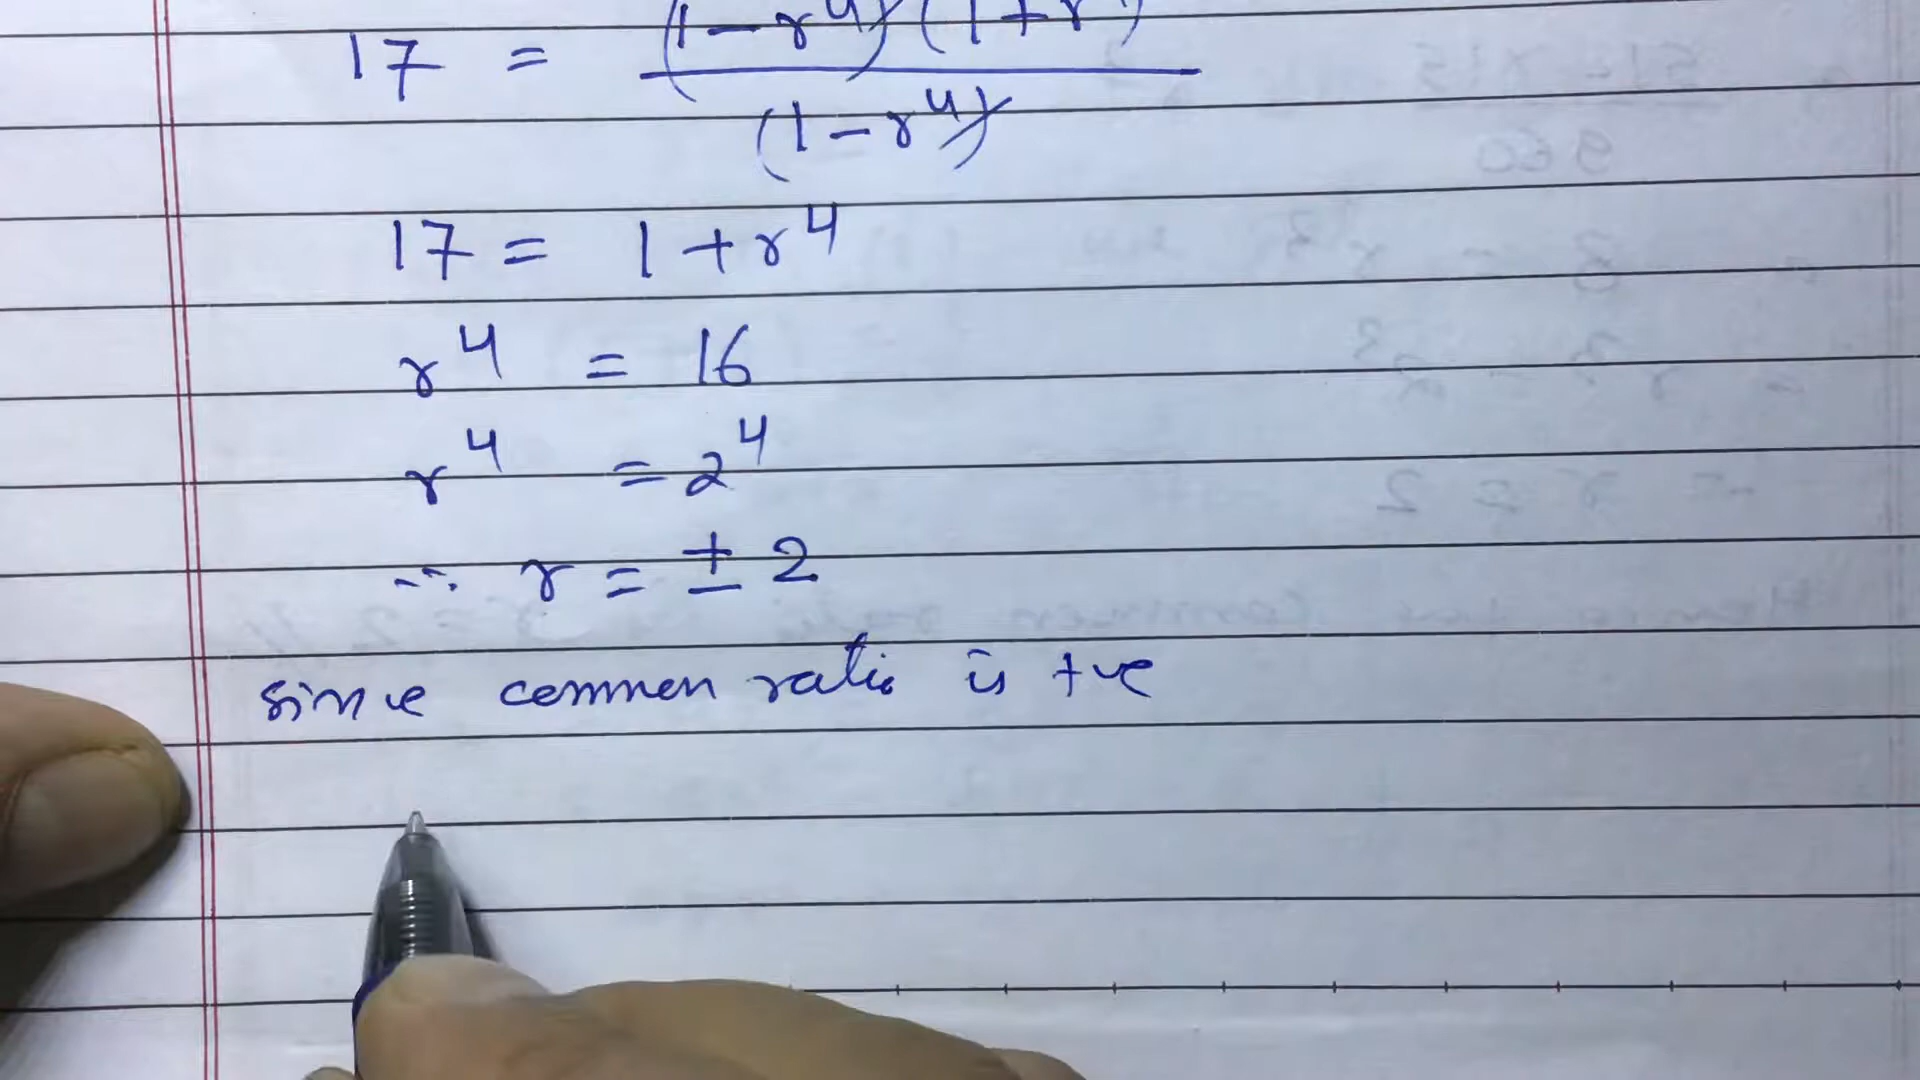 17 = (1-r⁴)(1+r⁴) / (1-r⁴)
17 = 1+r⁴
r⁴ = 16
r⁴ = 2⁴
∴ r = ± 2
since common ratio is +ve